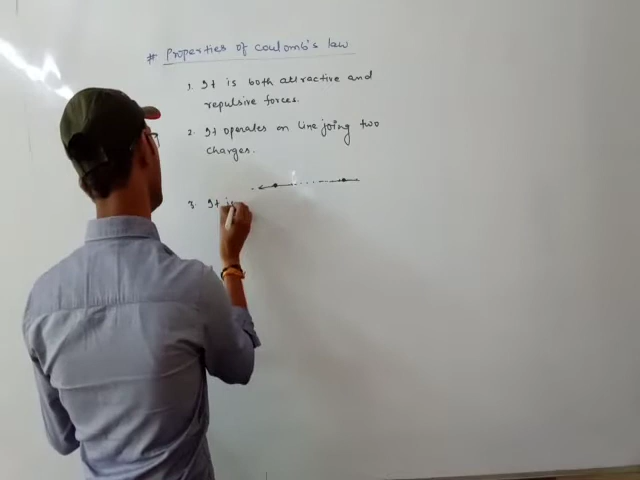 # Properties of Coulomb's law
1. It is both attractive and
repulsive forces.
2. It operates on line joing two
charges.
3. It is